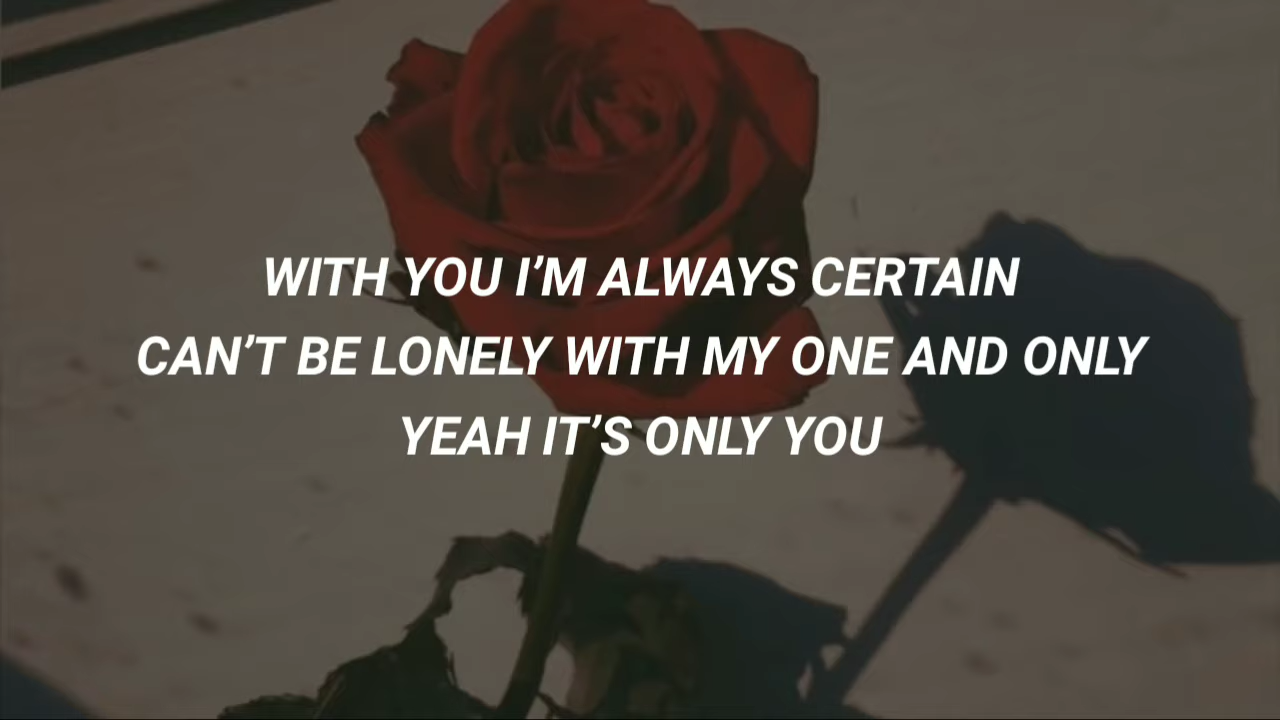 WITH YOU I’M ALWAYS CERTAIN
CAN’T BE LONELY WITH MY ONE AND ONLY
YEAH IT’S ONLY YOU